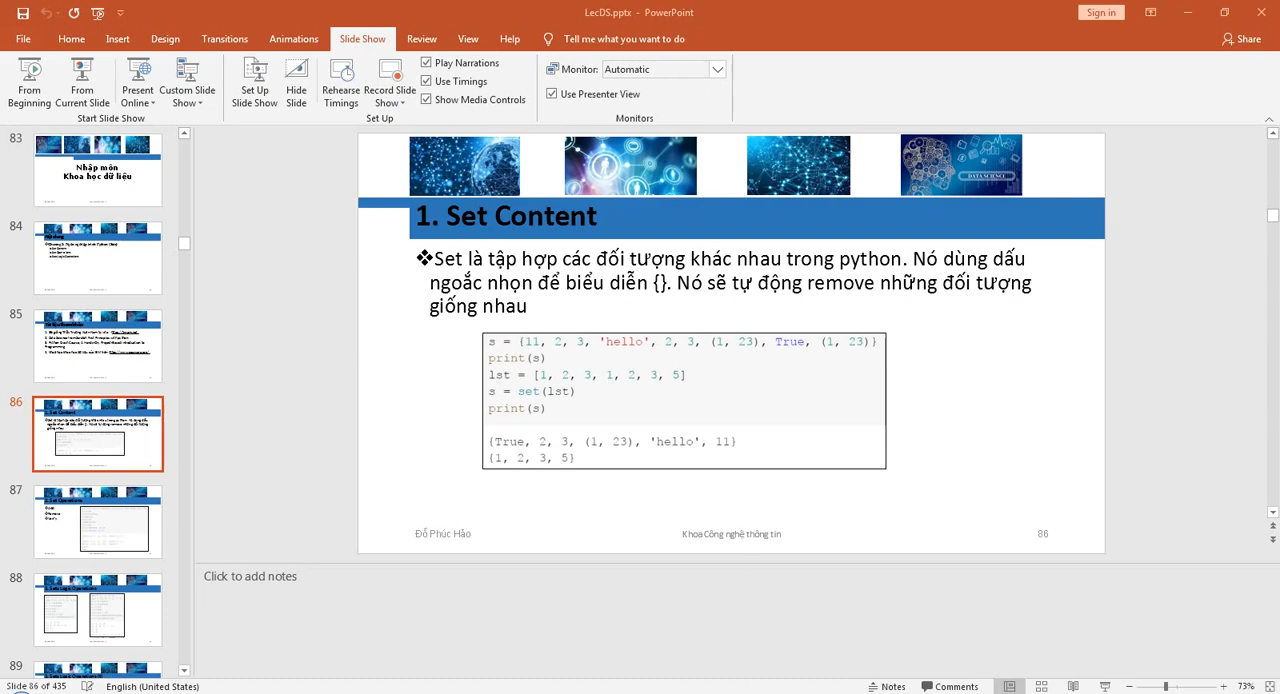 LecDS.pptx - PowerPoint
Sign in
File Home Insert Design Transitions Animations Slide Show Review View Help Tell me what you want to do
Share
From Beginning
From Current Slide
Present Online
Custom Slide Show
Set Up Slide Show
Hide Slide
Rehearse Timings
Record Slide Show
Play Narrations
Use Timings
Show Media Controls
Monitor: Automatic
Use Presenter View
Start Slide Show
Set Up
Monitors
83
Nhập môn
Khoa học dữ liệu
84
85
86
1. Set Content
87
88
89
DATA SCIENCE
1. Set Content
❖Set là tập hợp các đối tượng khác nhau trong python. Nó dùng dấu
ngoắc nhọn để biểu diễn {}. Nó sẽ tự động remove những đối tượng
giống nhau
s = {11, 2, 3, 'hello', 2, 3, (1, 23), True, (1, 23)}
print(s)
lst = [1, 2, 3, 1, 2, 3, 5]
s = set(lst)
print(s)
{True, 2, 3, (1, 23), 'hello', 11}
{1, 2, 3, 5}
Đỗ Phúc Hảo
Khoa Công nghệ thông tin
86
Click to add notes
Slide 86 of 435
English (United States)
Notes
Comments
73%